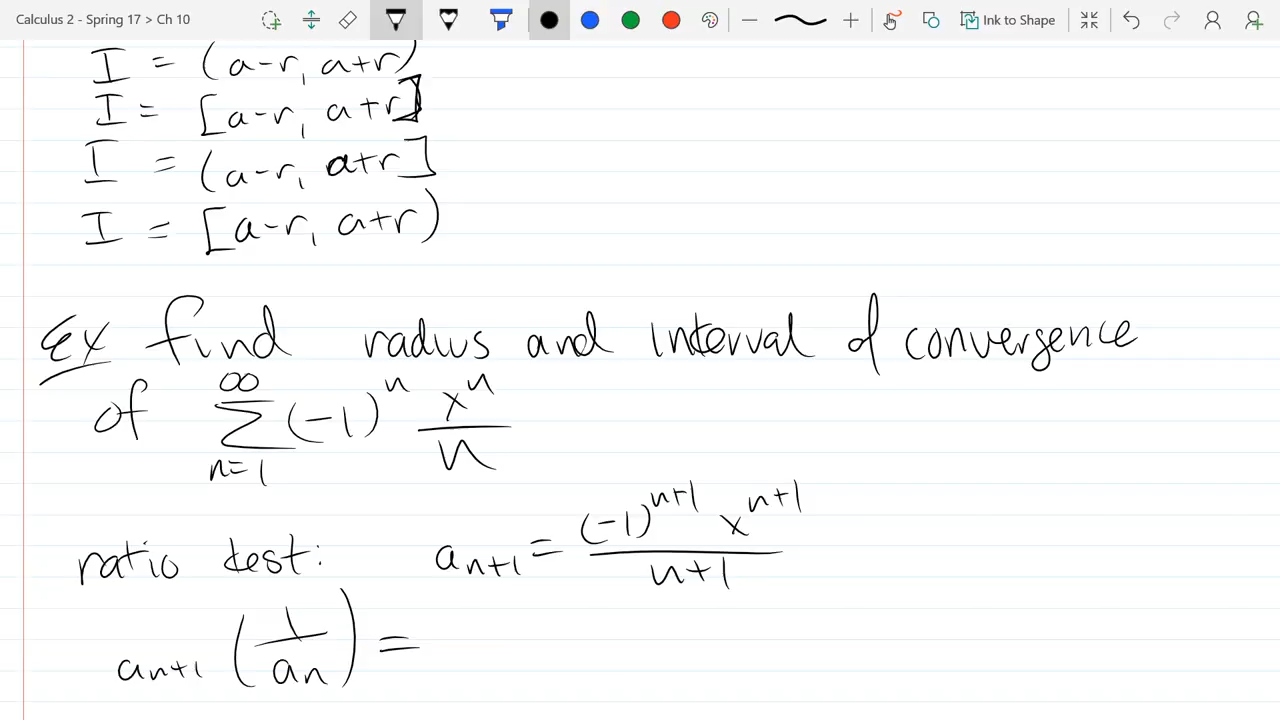 Calculus 2 - Spring 17 > Ch 10
Ink to Shape
I = (a-r, a+r)
I = [a-r, a+r]
I = (a-r, a+r]
I = [a-r, a+r)
Ex find radius and interval of convergence
of ∑_{n=1}^{∞} (-1)^n x^n/n
ratio test: a_{n+1} = (-1)^{n+1} x^{n+1}/(n+1)
a_{n+1} (1/a_n) =